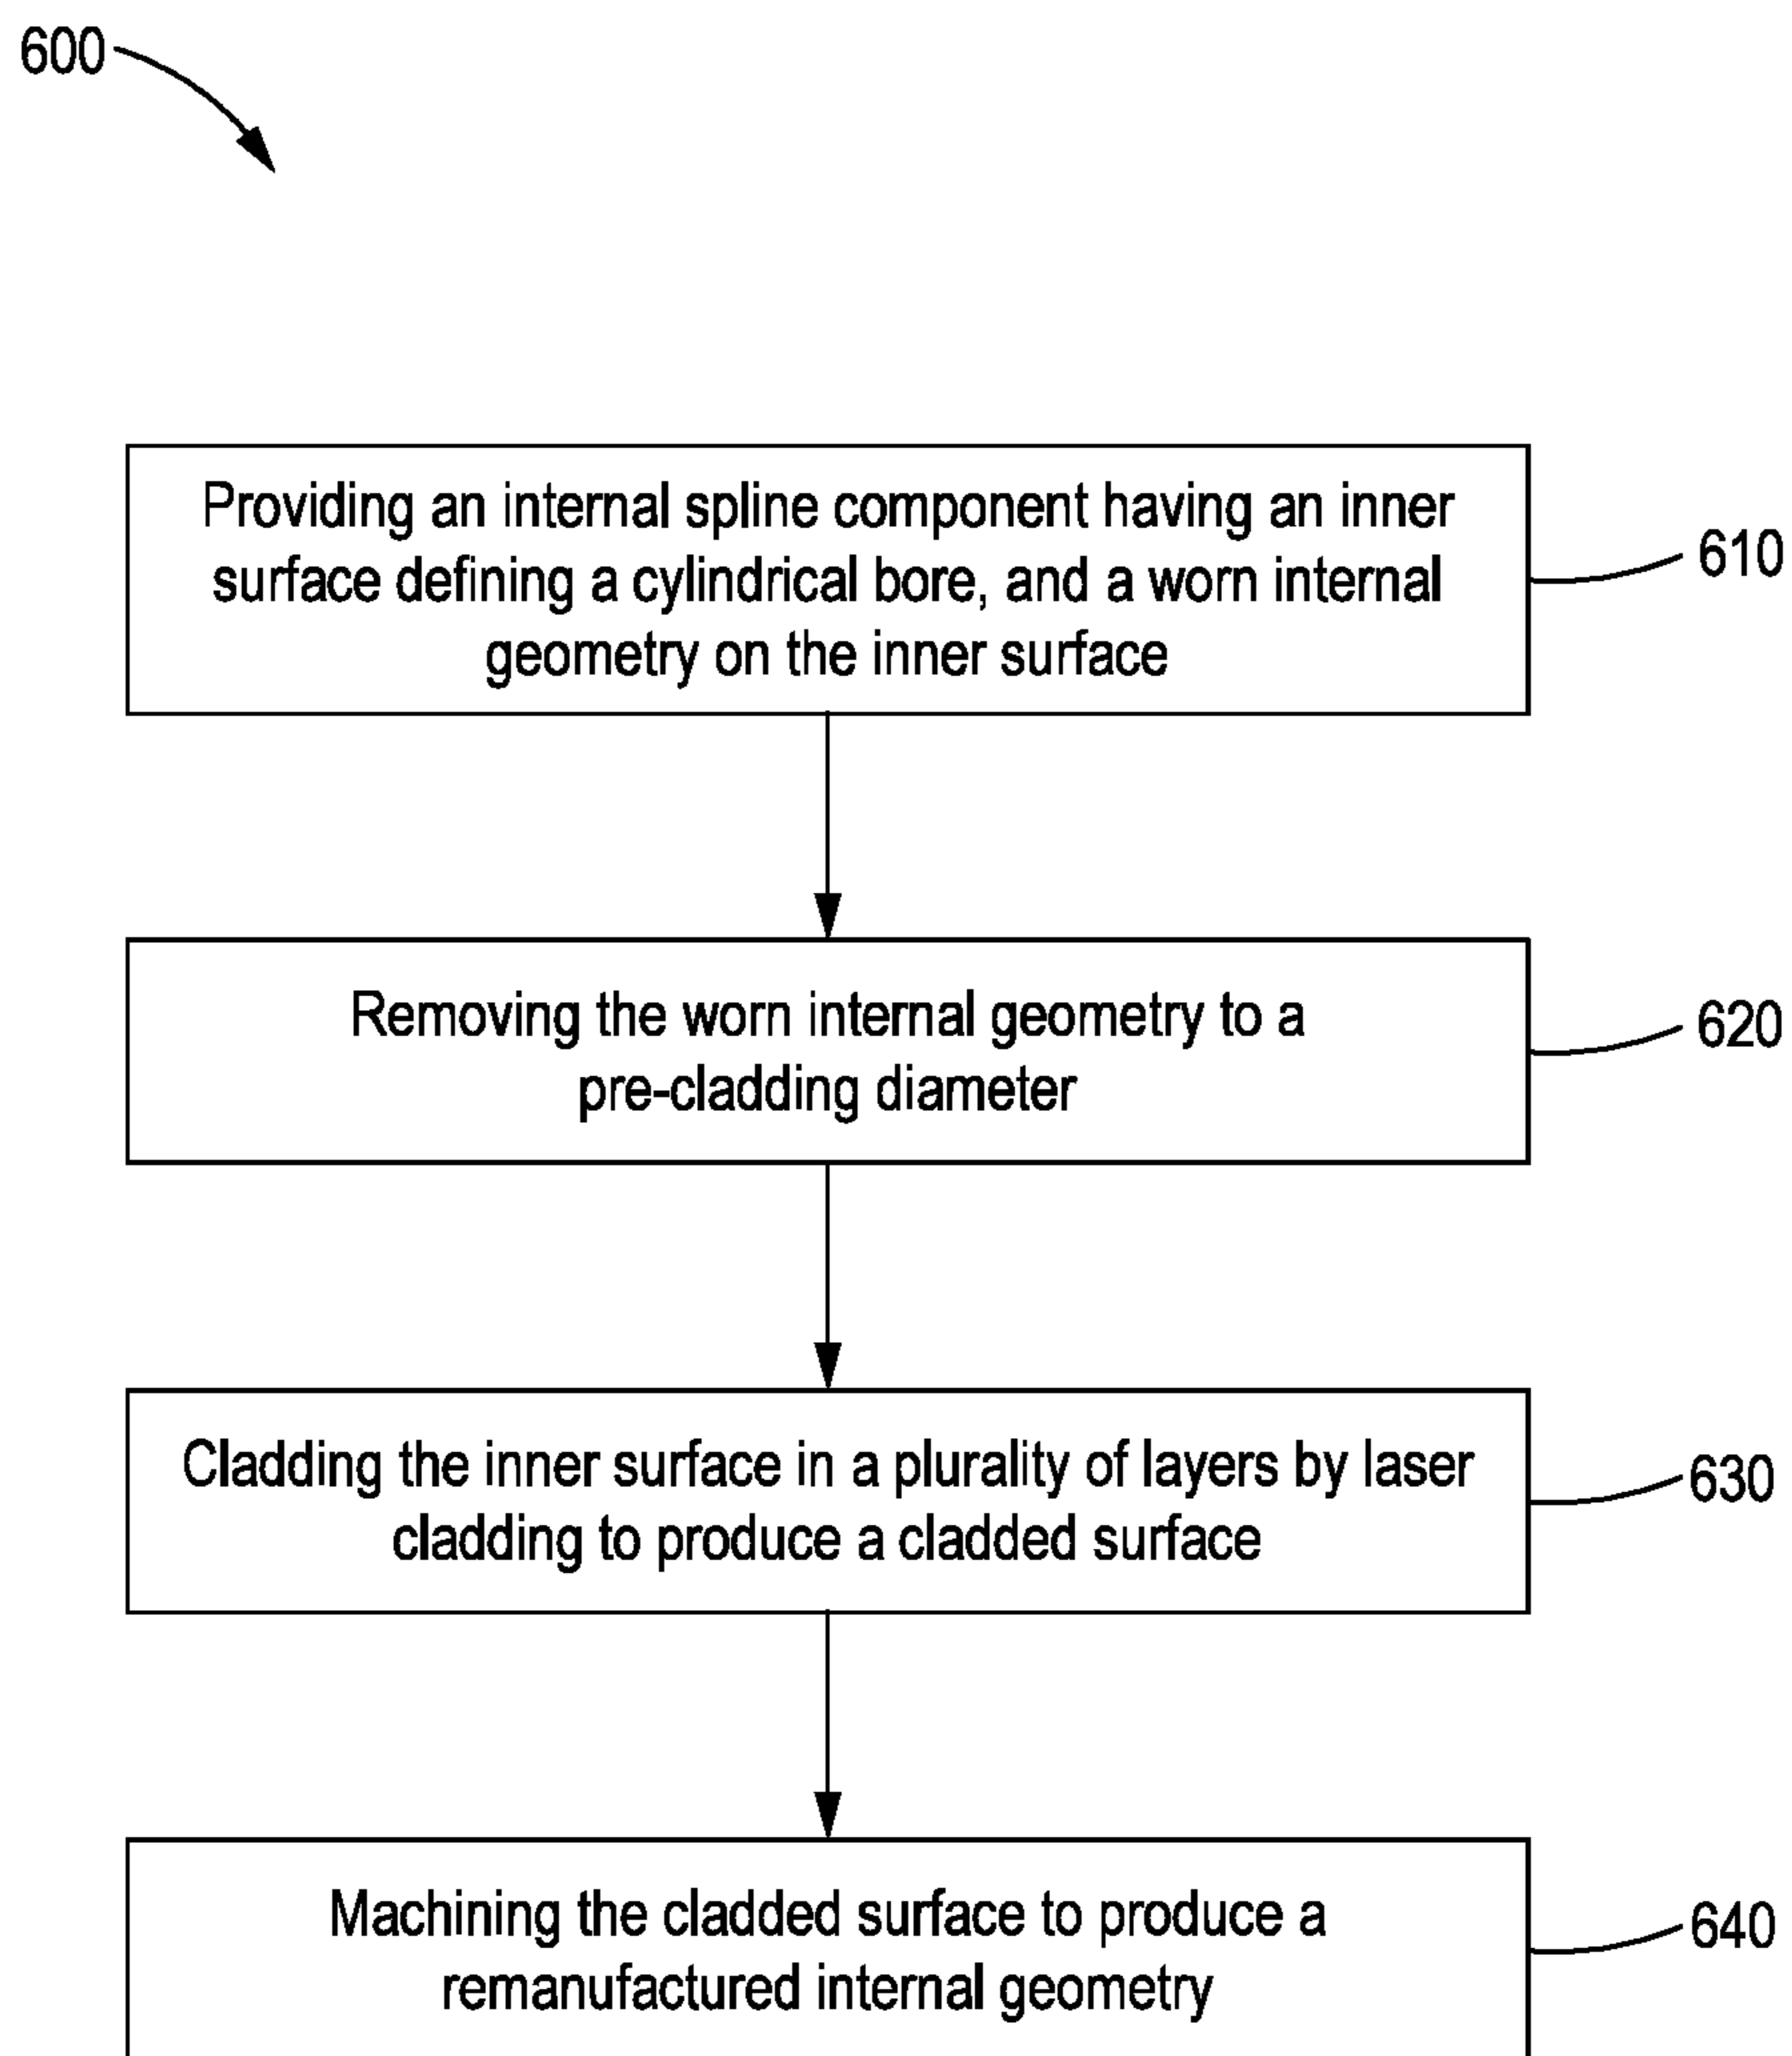 600
Providing an internal spline component having an inner
surface defining a cylindrical bore, and a worn internal
geometry on the inner surface
610
Removing the worn internal geometry to a
pre-cladding diameter
620
Cladding the inner surface in a plurality of layers by laser
cladding to produce a cladded surface
630
Machining the cladded surface to produce a
remanufactured internal geometry
640